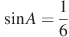 sinA = 1/6